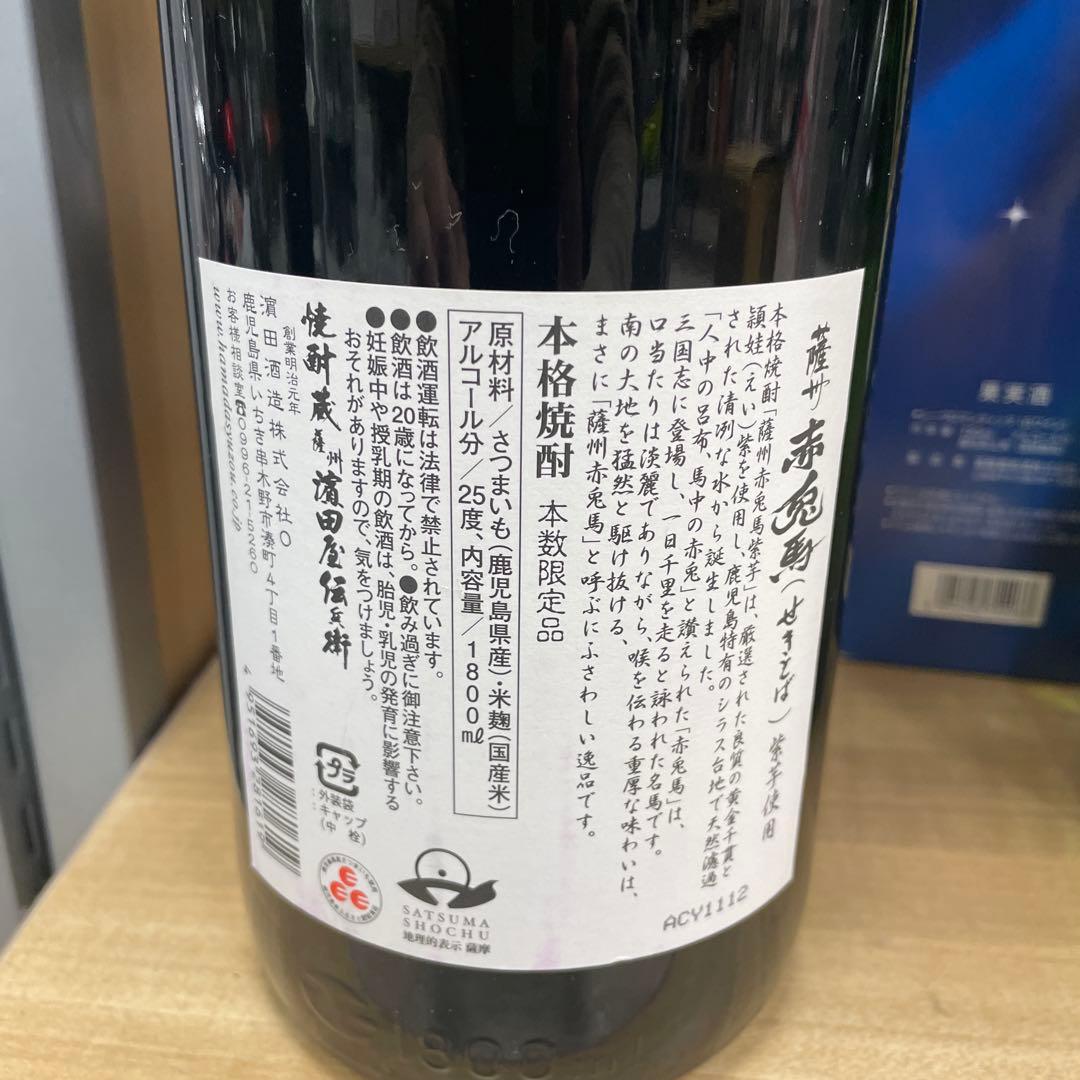 薩州 赤兎馬(せきとば) 紫芋使用
本格焼酎「薩州赤兎馬紫芋」は、厳選された良質の黄金千貫と
頴娃(えい)紫を使用し、鹿児島特有のシラス台地で天然濾過
された清冽な水から誕生しました。
「人中の呂布、馬中の赤兎」と讃えられた「赤兎馬」は、
三国志に登場し、一日千里を走ると詠われた名馬です。
口当たりは淡麗でありながら、喉を伝わる重厚な味わいは、
南の大地を猛然と駆け抜ける、
まさに「薩州赤兎馬」と呼ぶにふさわしい逸品です。
本格焼酎 本数限定品
原材料/さつまいも(鹿児島県産)・米麹(国産米)
アルコール分/25度、内容量/1800㎖
●飲酒運転は法律で禁止されています。
●飲酒は20歳になってから。●飲み過ぎに御注意下さい。
●妊娠中や授乳期の飲酒は、胎児・乳児の発育に影響する
おそれがありますので、気をつけましょう。
焼酎蔵 薩州 濵田屋伝兵衛
創業明治元年
濵田酒造株式会社
鹿児島県いちき串木野市湊町4丁目1番地
お客様相談室☎0996-21-5260
www.hamadasyuzou.co.jp
外装袋
キャップ
(中栓)
SATSUMA
SHOCHU
地理的表示 薩摩
ACY1112
果実酒